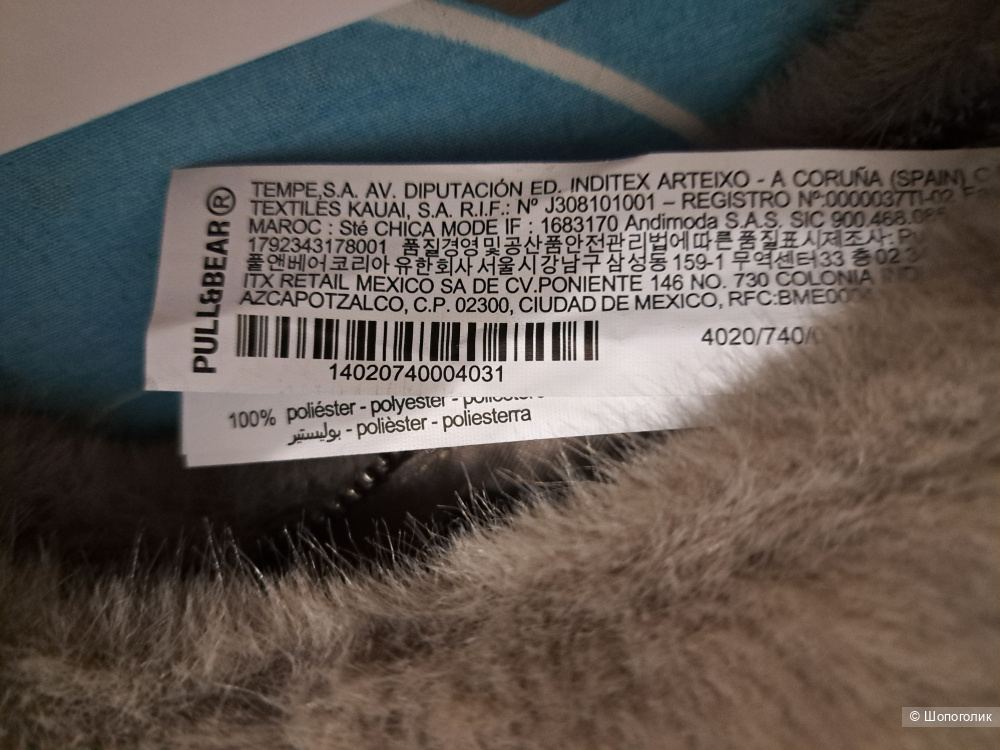 PULL&BEAR®
TEMPE,S.A. AV. DIPUTACIÓN ED. INDITEX ARTEIXO - A CORUÑA (SPAIN)
TEXTILES KAUAI, S.A. R.I.F.: Nº J308101001 – REGISTRO Nº:0000037TI-02
MAROC : Sté CHICA MODE IF : 1683170 Andimoda S.A.S. SIC 900.468.
1792343178001 품질경영및공산품안전관리법에따른품질표시제조사:
풀앤베어코리아 유한회사 서울시강남구삼성동 159-1 무역센터33 층 02
ITX RETAIL MEXICO SA DE CV.PONIENTE 146 NO. 730 COLONIA
AZCAPOTZALCO, C.P. 02300, CIUDAD DE MEXICO, RFC:BME
4020/740/
14020740004031
100% poliéster - polyester -
بوليستير - polièster - poliesterra
© Шопоголик